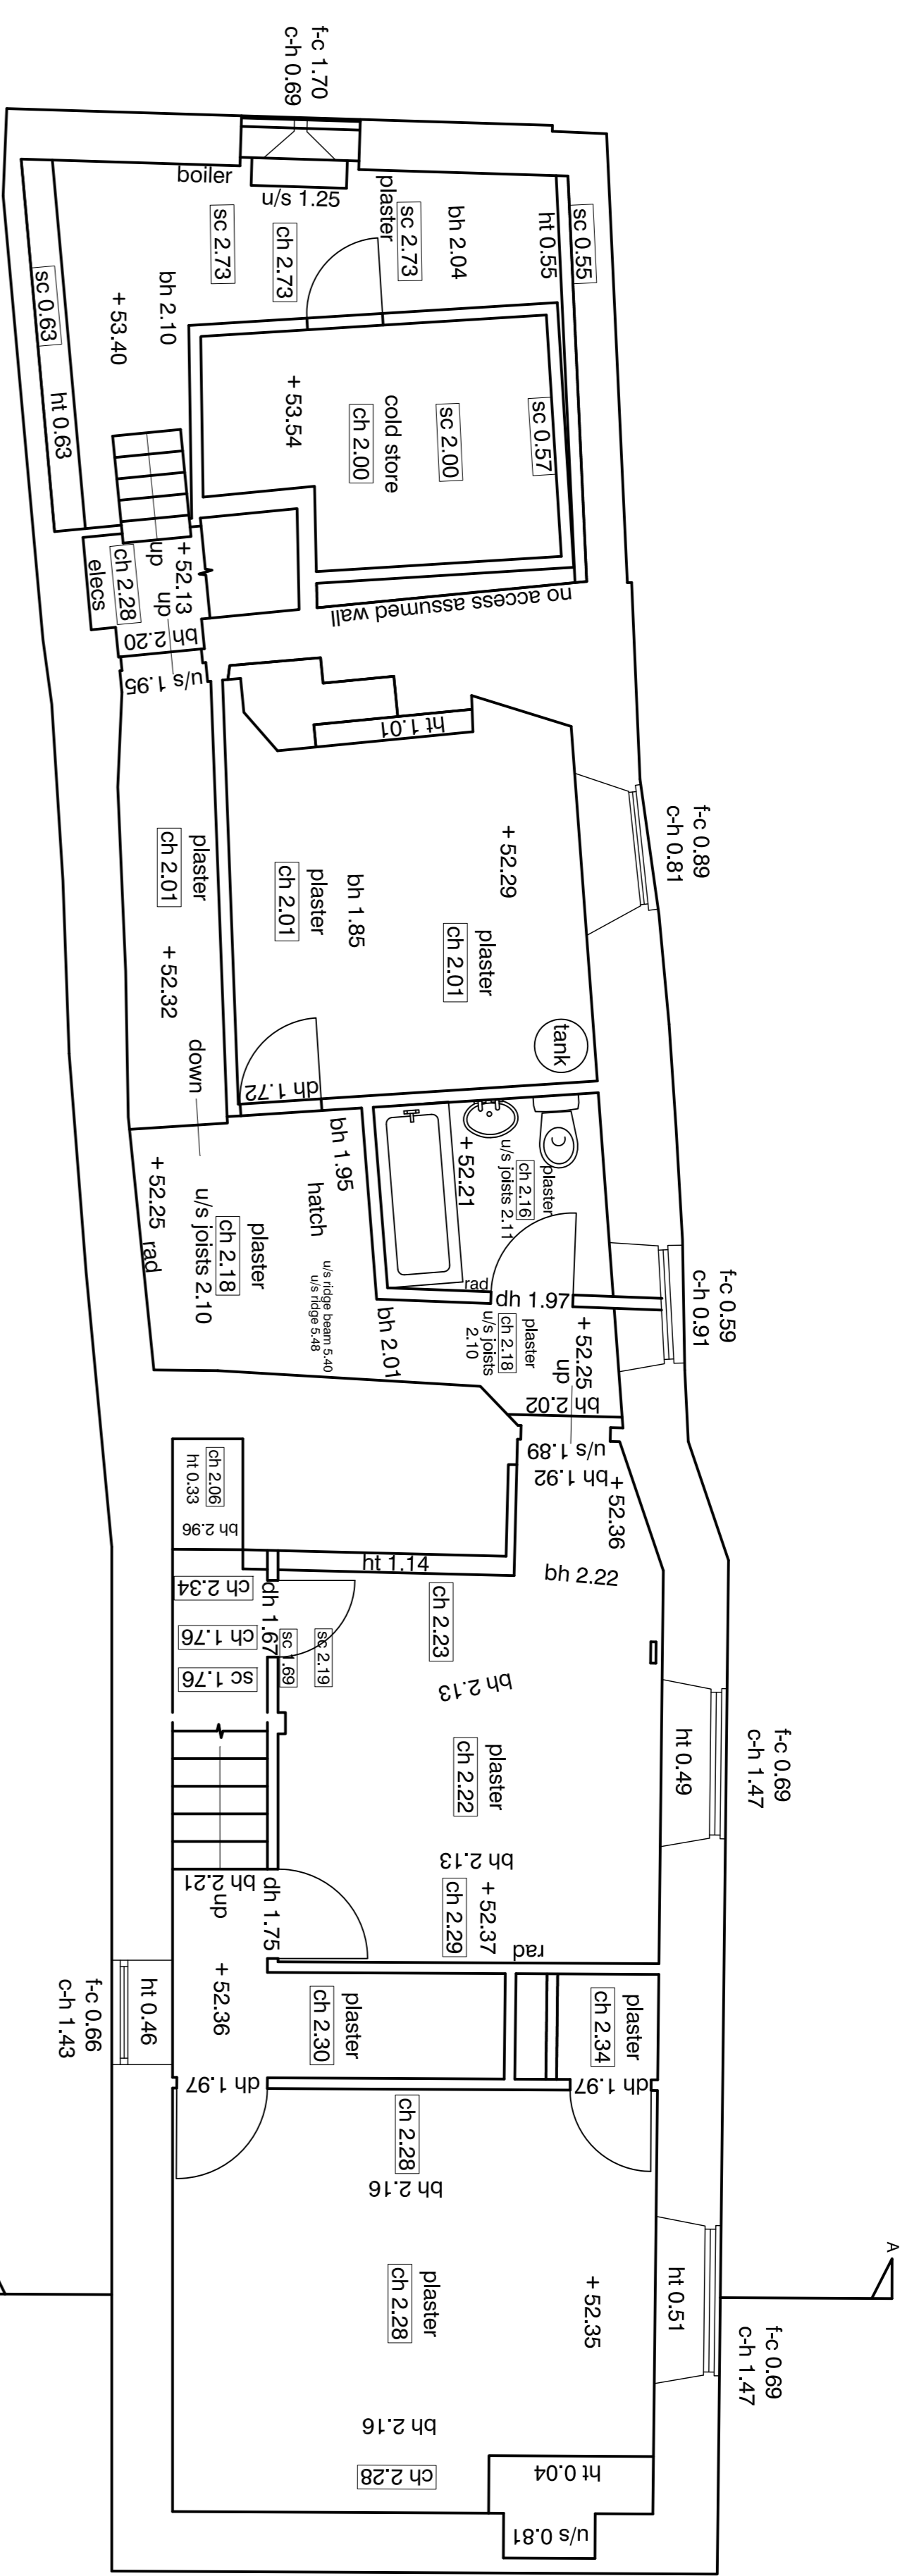 f-c 1.70
c-h 0.69
boiler
u/s 1.25
sc 2.73
ch 2.73
plaster
sc 2.73
bh 2.04
ht 0.55
sc 0.55
sc 0.63
ht 0.63
+ 53.40
bh 2.10
+ 53.54
cold store
ch 2.00
sc 2.00
sc 0.57
no access assumed wall
elecs
ch 2.28
up
+ 52.13
up
bh 2.20
u/s 1.95
ht 1.01
f-c 0.89
c-h 0.81
plaster
ch 2.01
+ 52.32
down
plaster
ch 2.01
bh 1.85
+ 52.29
plaster
ch 2.01
tank
dh 1.72
bh 1.95
hatch
+ 52.25
rad
plaster
ch 2.18
u/s joists 2.10
u/s ridge beam 5.40
u/s ridge 5.48
+ 52.21
plaster
ch 2.16
u/s joists 2.11
rad
dh 1.97
f-c 0.59
c-h 0.91
bh 2.01
plaster
ch 2.18
u/s joists
2.10
+ 52.25
up
bh 2.02
u/s 1.89
bh 1.92
+ 52.36
bh 2.22
ch 2.06
ht 0.33
bh 2.96
ht 1.14
ch 2.34
ch 1.76
sc 1.76
dh 1.67
sc 1.69
sc 2.19
ch 2.23
bh 2.13
plaster
ch 2.22
ht 0.49
f-c 0.69
c-h 1.47
bh 2.13
+ 52.37
ch 2.29
rad
bh 2.21
up
dh 1.75
+ 52.36
ht 0.46
f-c 0.66
c-h 1.43
plaster
ch 2.30
plaster
ch 2.34
dh 1.97
dh 1.97
ch 2.28
bh 2.16
plaster
ch 2.28
+ 52.35
ht 0.51
f-c 0.69
c-h 1.47
A
bh 2.16
ch 2.28
ht 0.04
u/s 0.81